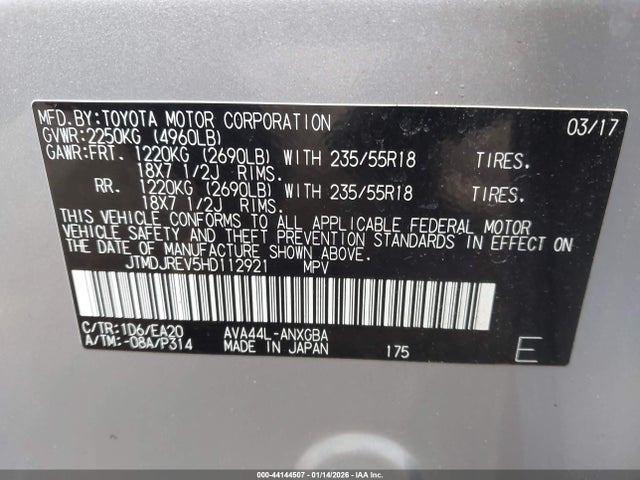 MFD.BY:TOYOTA MOTOR CORPORATION 03/17
GVWR:2250KG (4960LB)
GAWR:FRT. 1220KG (2690LB) WITH 235/55R18 TIRES.
18X7 1/2J RIMS.
RR. 1220KG (2690LB) WITH 235/55R18 TIRES.
18X7 1/2J RIMS.
THIS VEHICLE CONFORMS TO ALL APPLICABLE FEDERAL MOTOR
VEHICLE SAFETY AND THEFT PREVENTION STANDARDS IN EFFECT ON
THE DATE OF MANUFACTURE SHOWN ABOVE.
JTMDJREV5HD112921 MPV
C/TR:1D6/EA20 AVA44L-ANXGBA
A/TM:-08A/P314 MADE IN JAPAN 175 E
000-44144507 - 01/14/2026 - IAA Holdings, LLC